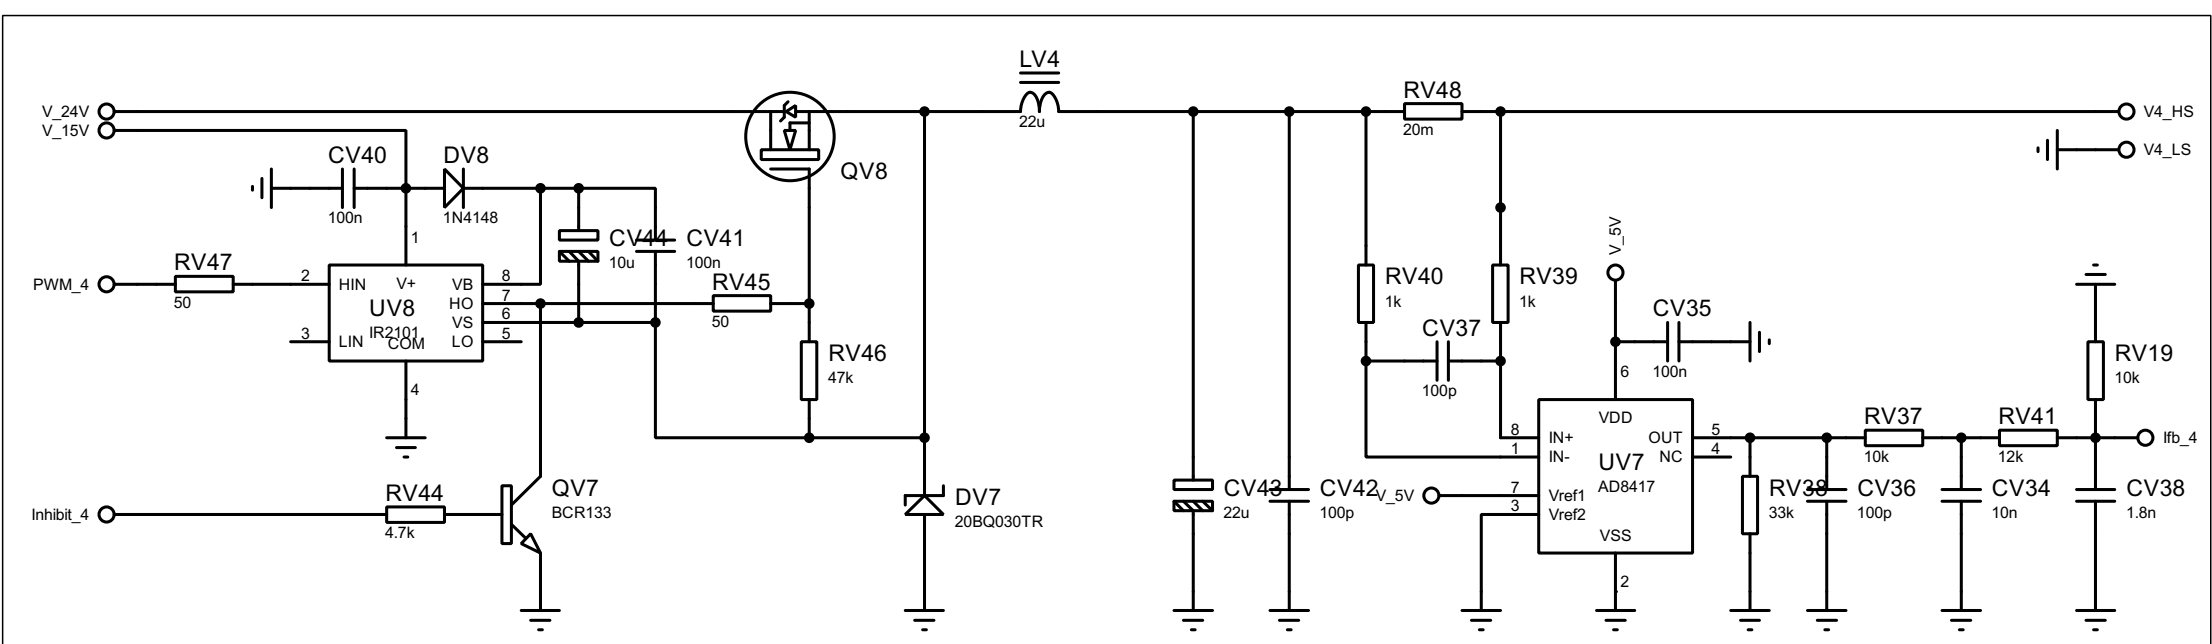 LV4
22u
RV48
20m
V_24V
V_15V
V4_HS
V4_LS
CV40
100n
DV8
1N4148
QV8
1
CV44
10u
CV41
100n
V_5V
PWM_4
RV47
50
2
HIN
V+
VB
8
UV8
HO
7
IR2101
VS
6
3
LIN
COM
LO
5
4
RV45
50
RV46
47k
RV40
1k
RV39
1k
CV37
100p
CV35
100n
6
RV19
10k
VDD
8
IN+
OUT
5
1
IN-
NC
4
UV7
AD8417
V_5V
7
Vref1
3
Vref2
VSS
2
RV37
10k
RV41
12k
Ifb_4
Inhibit_4
RV44
4.7k
QV7
BCR133
DV7
20BQ030TR
CV43
22u
CV42
100p
RV38
33k
CV36
100p
CV34
10n
CV38
1.8n